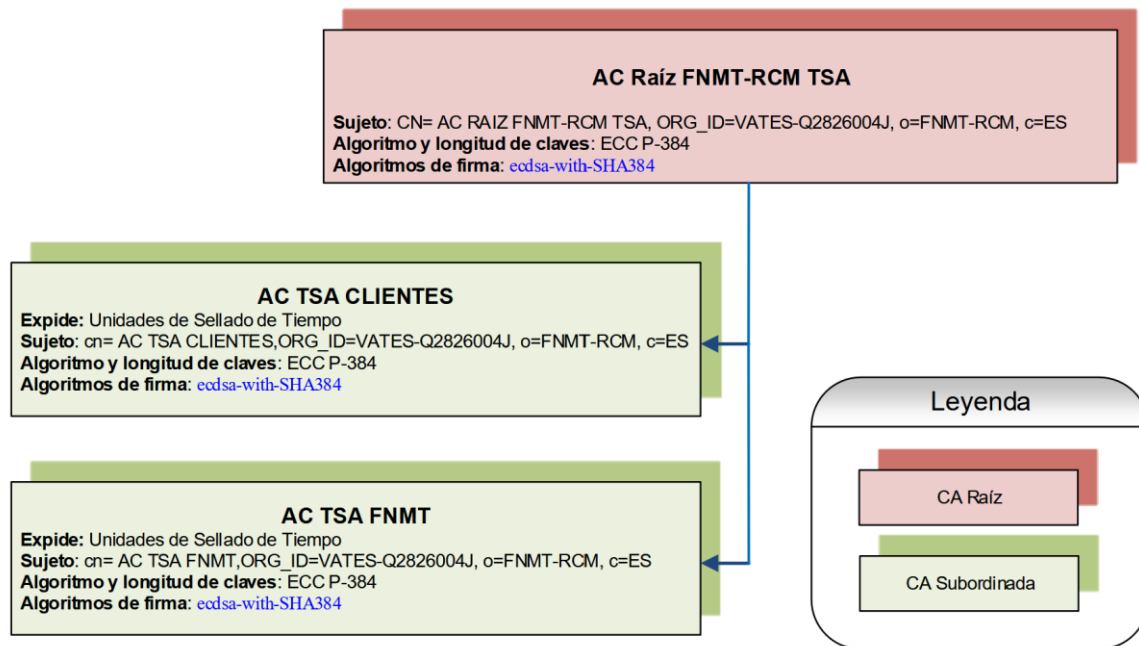 AC Raíz FNMT-RCM TSA
Sujeto: CN= AC RAIZ FNMT-RCM TSA, ORG_ID=VATES-Q2826004J, o=FNMT-RCM, c=ES
Algoritmo y longitud de claves: ECC P-384
Algoritmos de firma: ecdsa-with-SHA384
AC TSA CLIENTES
Expide: Unidades de Sellado de Tiempo
Sujeto: cn= AC TSA CLIENTES,ORG_ID=VATES-Q2826004J, o=FNMT-RCM, c=ES
Algoritmo y longitud de claves: ECC P-384
Algoritmos de firma: ecdsa-with-SHA384
AC TSA FNMT
Expide: Unidades de Sellado de Tiempo
Sujeto: cn= AC TSA FNMT,ORG_ID=VATES-Q2826004J, o=FNMT-RCM, c=ES
Algoritmo y longitud de claves: ECC P-384
Algoritmos de firma: ecdsa-with-SHA384
Leyenda
CA Raíz
CA Subordinada